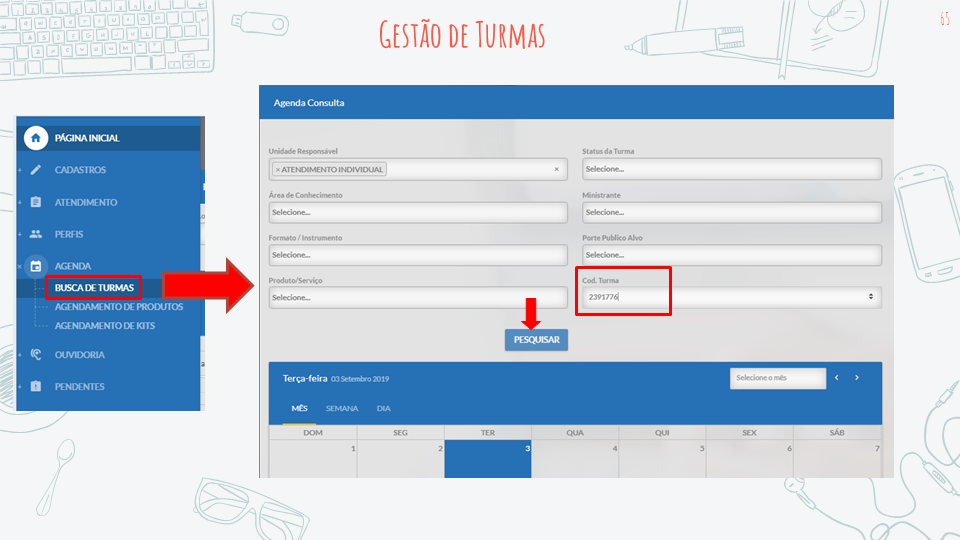 GESTÃO DE TURMAS
65
PÁGINA INICIAL
CADASTROS
ATENDIMENTO
PERFIS
AGENDA
BUSCA DE TURMAS
AGENDAMENTO DE PRODUTOS
AGENDAMENTO DE KITS
OUVIDORIA
PENDENTES
Agenda Consulta
Unidade Responsável
× ATENDIMENTO INDIVIDUAL ×
Status da Turma
Selecione...
Área de Conhecimento
Selecione...
Ministrante
Selecione...
Formato / Instrumento
Selecione...
Porte Publico Alvo
Selecione...
Produto/Serviço
Selecione...
Cod. Turma
2391776
PESQUISAR
Terça-feira 03 Setembro 2019
Selecione o mês
MÊS SEMANA DIA
DOM SEG TER QUA QUI SEX SÁB
1 2 3 4 5 6 7